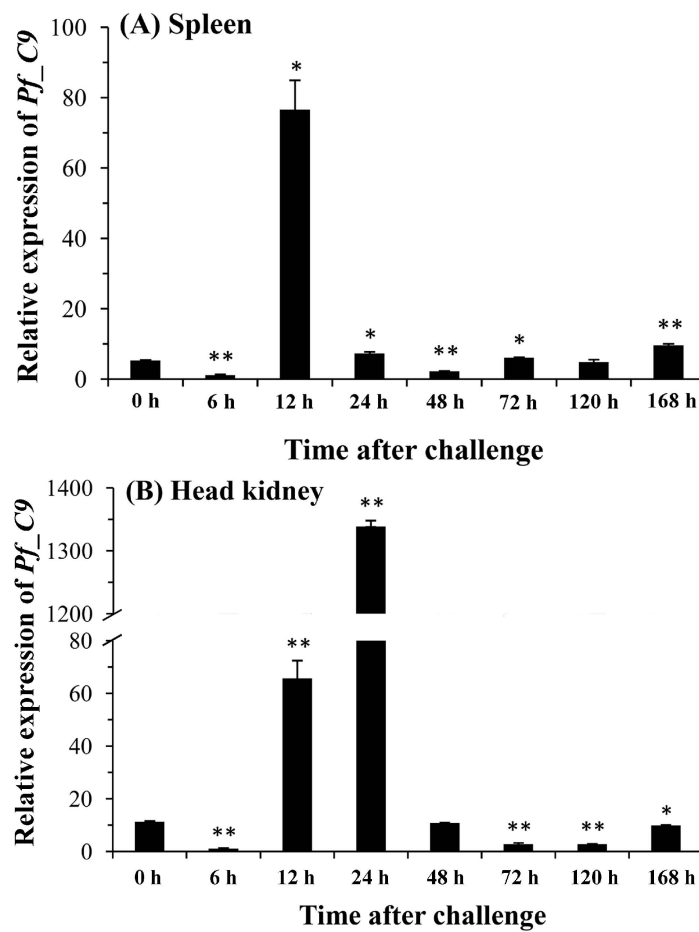 (A) Spleen
Relative expression of Pf_C9
100
80
60
40
20
0
** * * ** * **
0 h 6 h 12 h 24 h 48 h 72 h 120 h 168 h
Time after challenge
(B) Head kidney
Relative expression of Pf_C9
1400
1300
1200
80
60
40
20
0
** ** ** ** ** *
0 h 6 h 12 h 24 h 48 h 72 h 120 h 168 h
Time after challenge